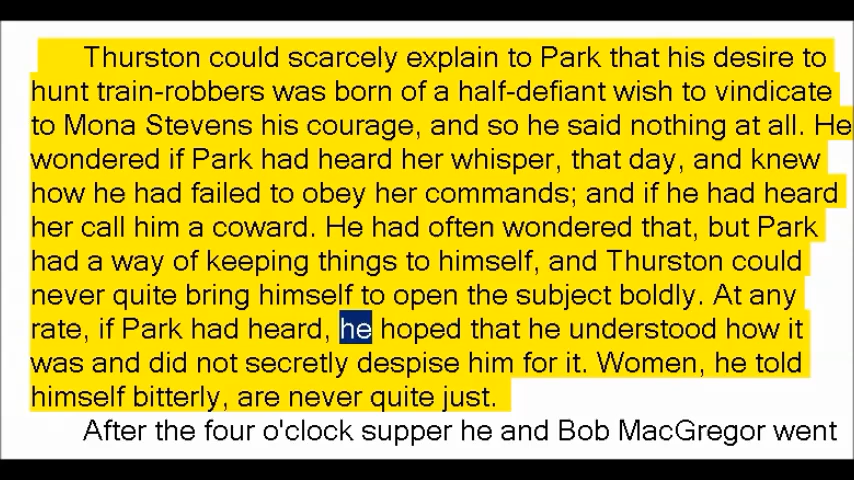 Thurston could scarcely explain to Park that his desire to
hunt train-robbers was born of a half-defiant wish to vindicate
to Mona Stevens his courage, and so he said nothing at all. He
wondered if Park had heard her whisper, that day, and knew
how he had failed to obey her commands; and if he had heard
her call him a coward. He had often wondered that, but Park
had a way of keeping things to himself, and Thurston could
never quite bring himself to open the subject boldly. At any
rate, if Park had heard, he hoped that he understood how it
was and did not secretly despise him for it. Women, he told
himself bitterly, are never quite just.
After the four o'clock supper he and Bob MacGregor went